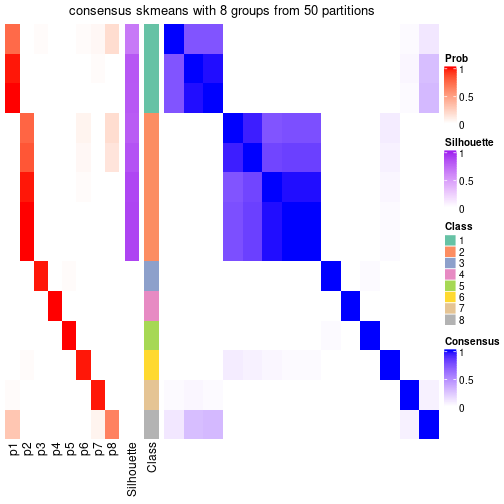 consensus skmeans with 8 groups from 50 partitions
Prob
1
0.5
0
Silhouette
1
0.5
0
Class
1
2
3
4
5
6
7
8
Consensus
1
0.5
0
p1
p2
p3
p4
p5
p6
p7
p8
Silhouette
Class